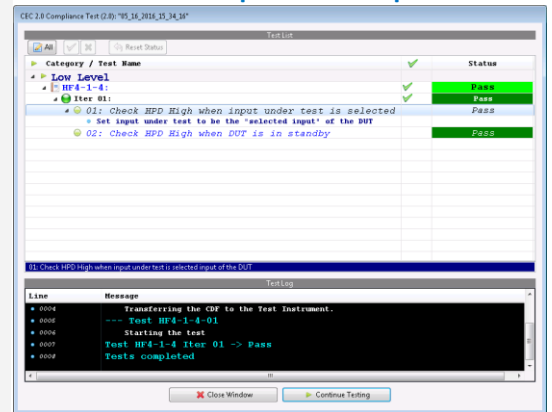 CEC 2.0 Compliance Test (2.0): "05_16_2016_15_34_16"
Test List
All Reset Status
Category / Test Name Status
Low Level
HF4-1-4: Pass
Iter 01: Pass
01: Check HPD High when input under test is selected Pass
Set input under test to be the "selected input" of the DUT
02: Check HPD High when DUT is in standby Pass
01: Check HPD High when input under test is selected input of the DUT
Test Log
Line Message
0004 Transferring the CDF to the Test Instrument.
0005 --- Test HF4-1-4-01
0006 Starting the test
0007 Test HF4-1-4 Iter 01 -> Pass
0008 Tests completed
Close Window Continue Testing